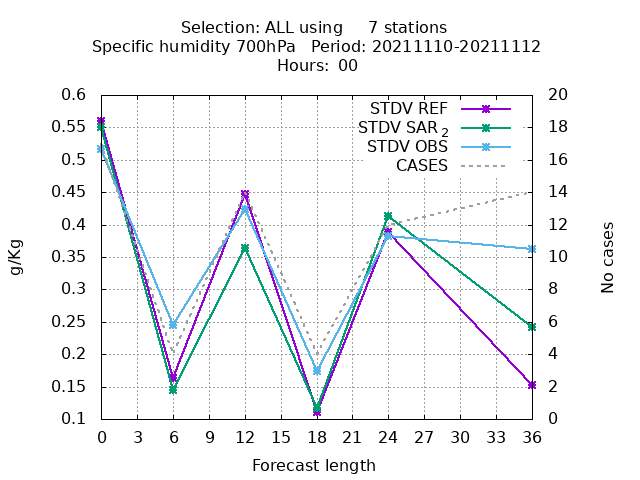 Selection: ALL using 7 stations
Specific humidity 700hPa Period: 20211110-20211112
Hours: 00
0.6
0.55
0.5
0.45
0.4
0.35
0.3
0.25
0.2
0.15
0.1
g/Kg
STDV REF
STDV SAR2
STDV OBS
CASES
20
18
16
14
12
10
8
6
4
2
0
No cases
0 3 6 9 12 15 18 21 24 27 30 33 36
Forecast length